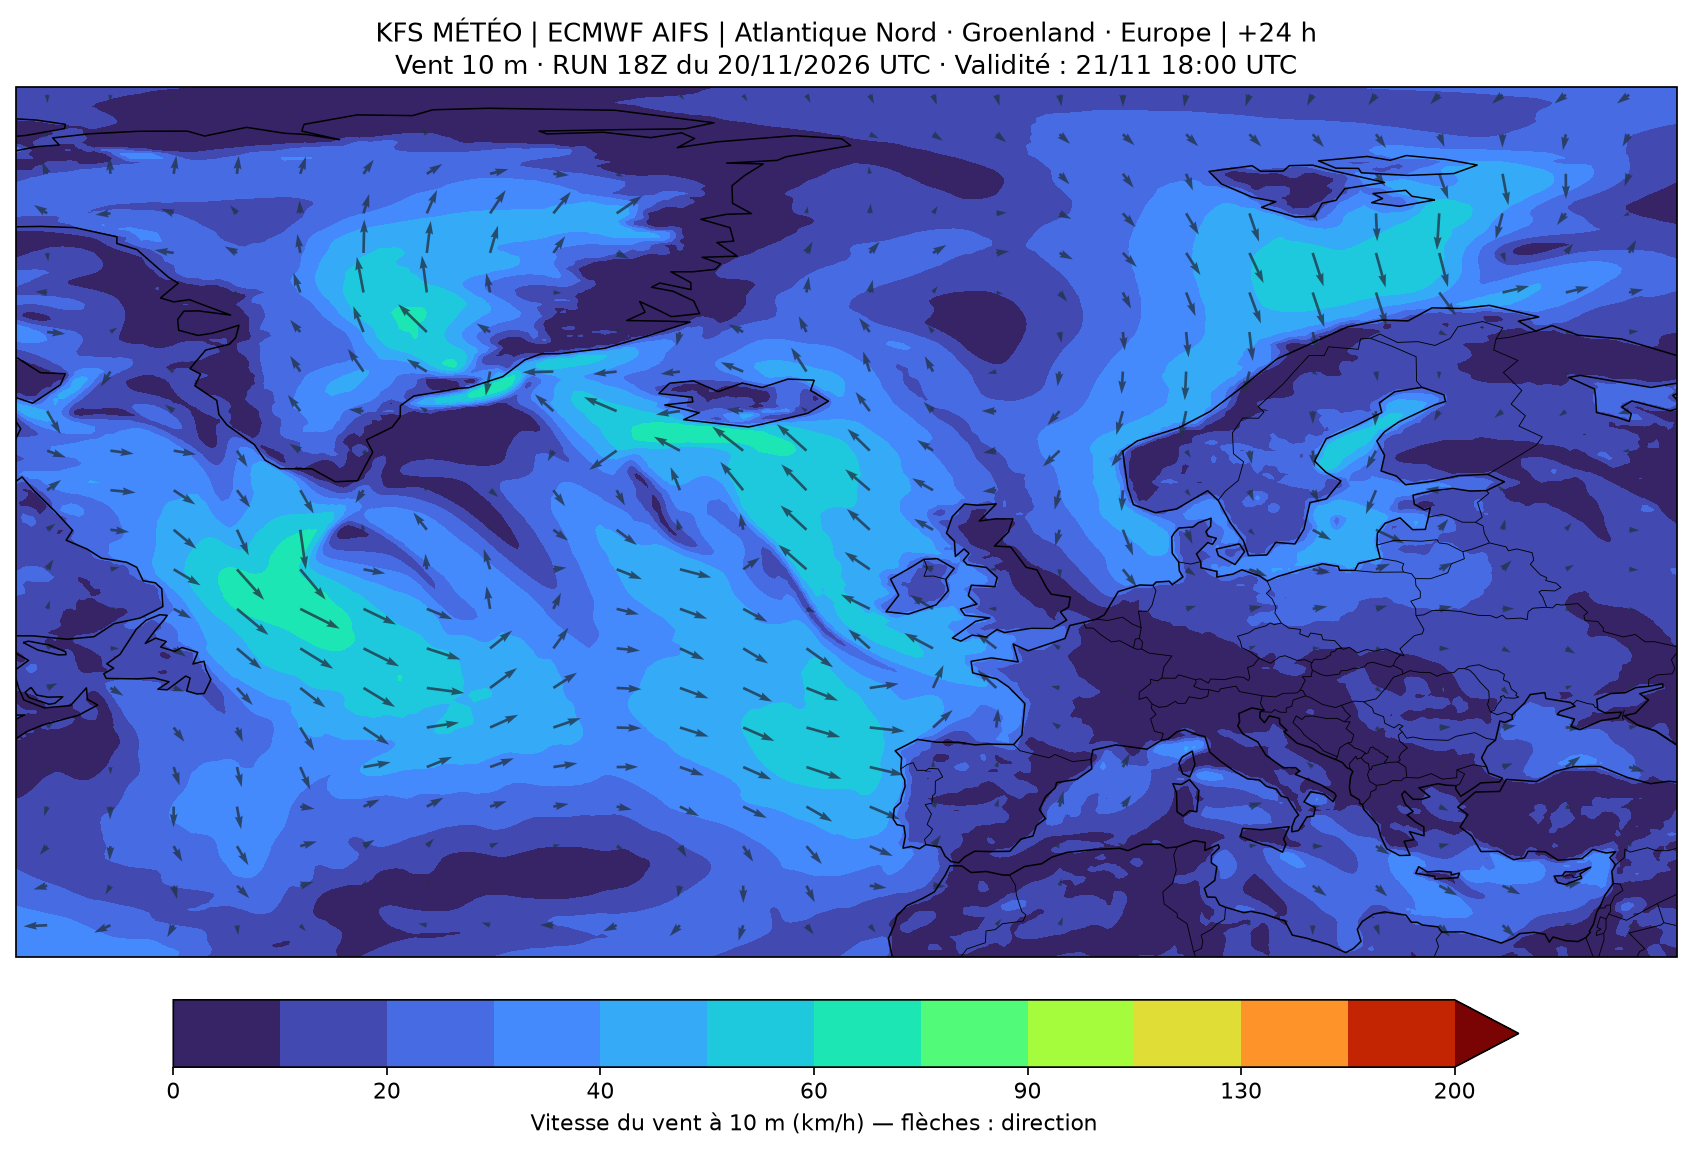 KFS MÉTÉO | ECMWF AIFS | Atlantique Nord · Groenland · Europe | +24 h
Vent 10 m · RUN 18Z du 20/11/2026 UTC · Validité : 21/11 18:00 UTC
0 20 40 60 90 130 200
Vitesse du vent à 10 m (km/h) — flèches : direction